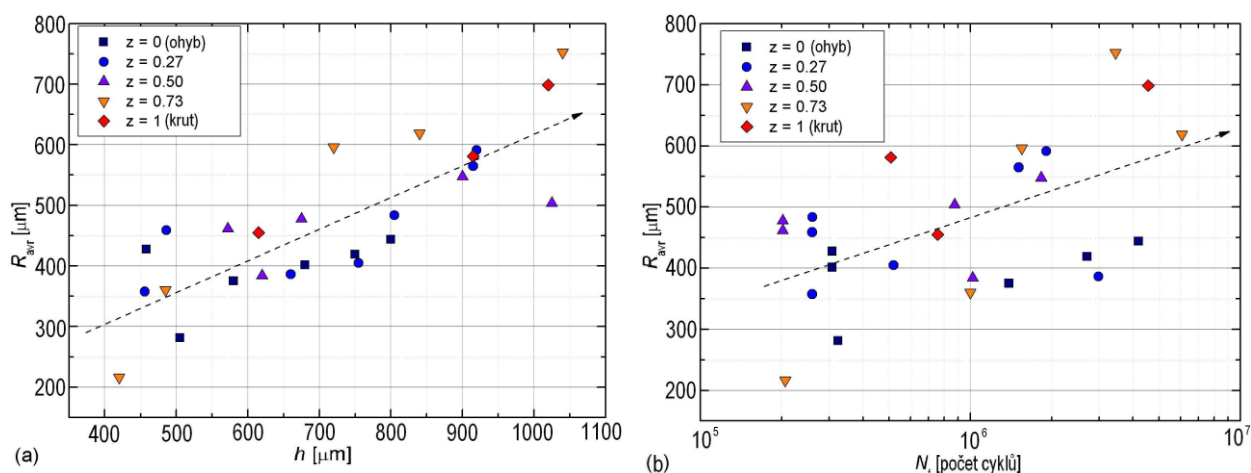 800
700
600
500
400
300
200
R_avr [μm]
z = 0 (ohyb)
z = 0.27
z = 0.50
z = 0.73
z = 1 (krut)
400 500 600 700 800 900 1000 1100
(a) h [μm]
800
700
600
500
400
300
200
R_avr [μm]
z = 0 (ohyb)
z = 0.27
z = 0.50
z = 0.73
z = 1 (krut)
10^5 10^6 10^7
(b) N_f [počet cyklů]